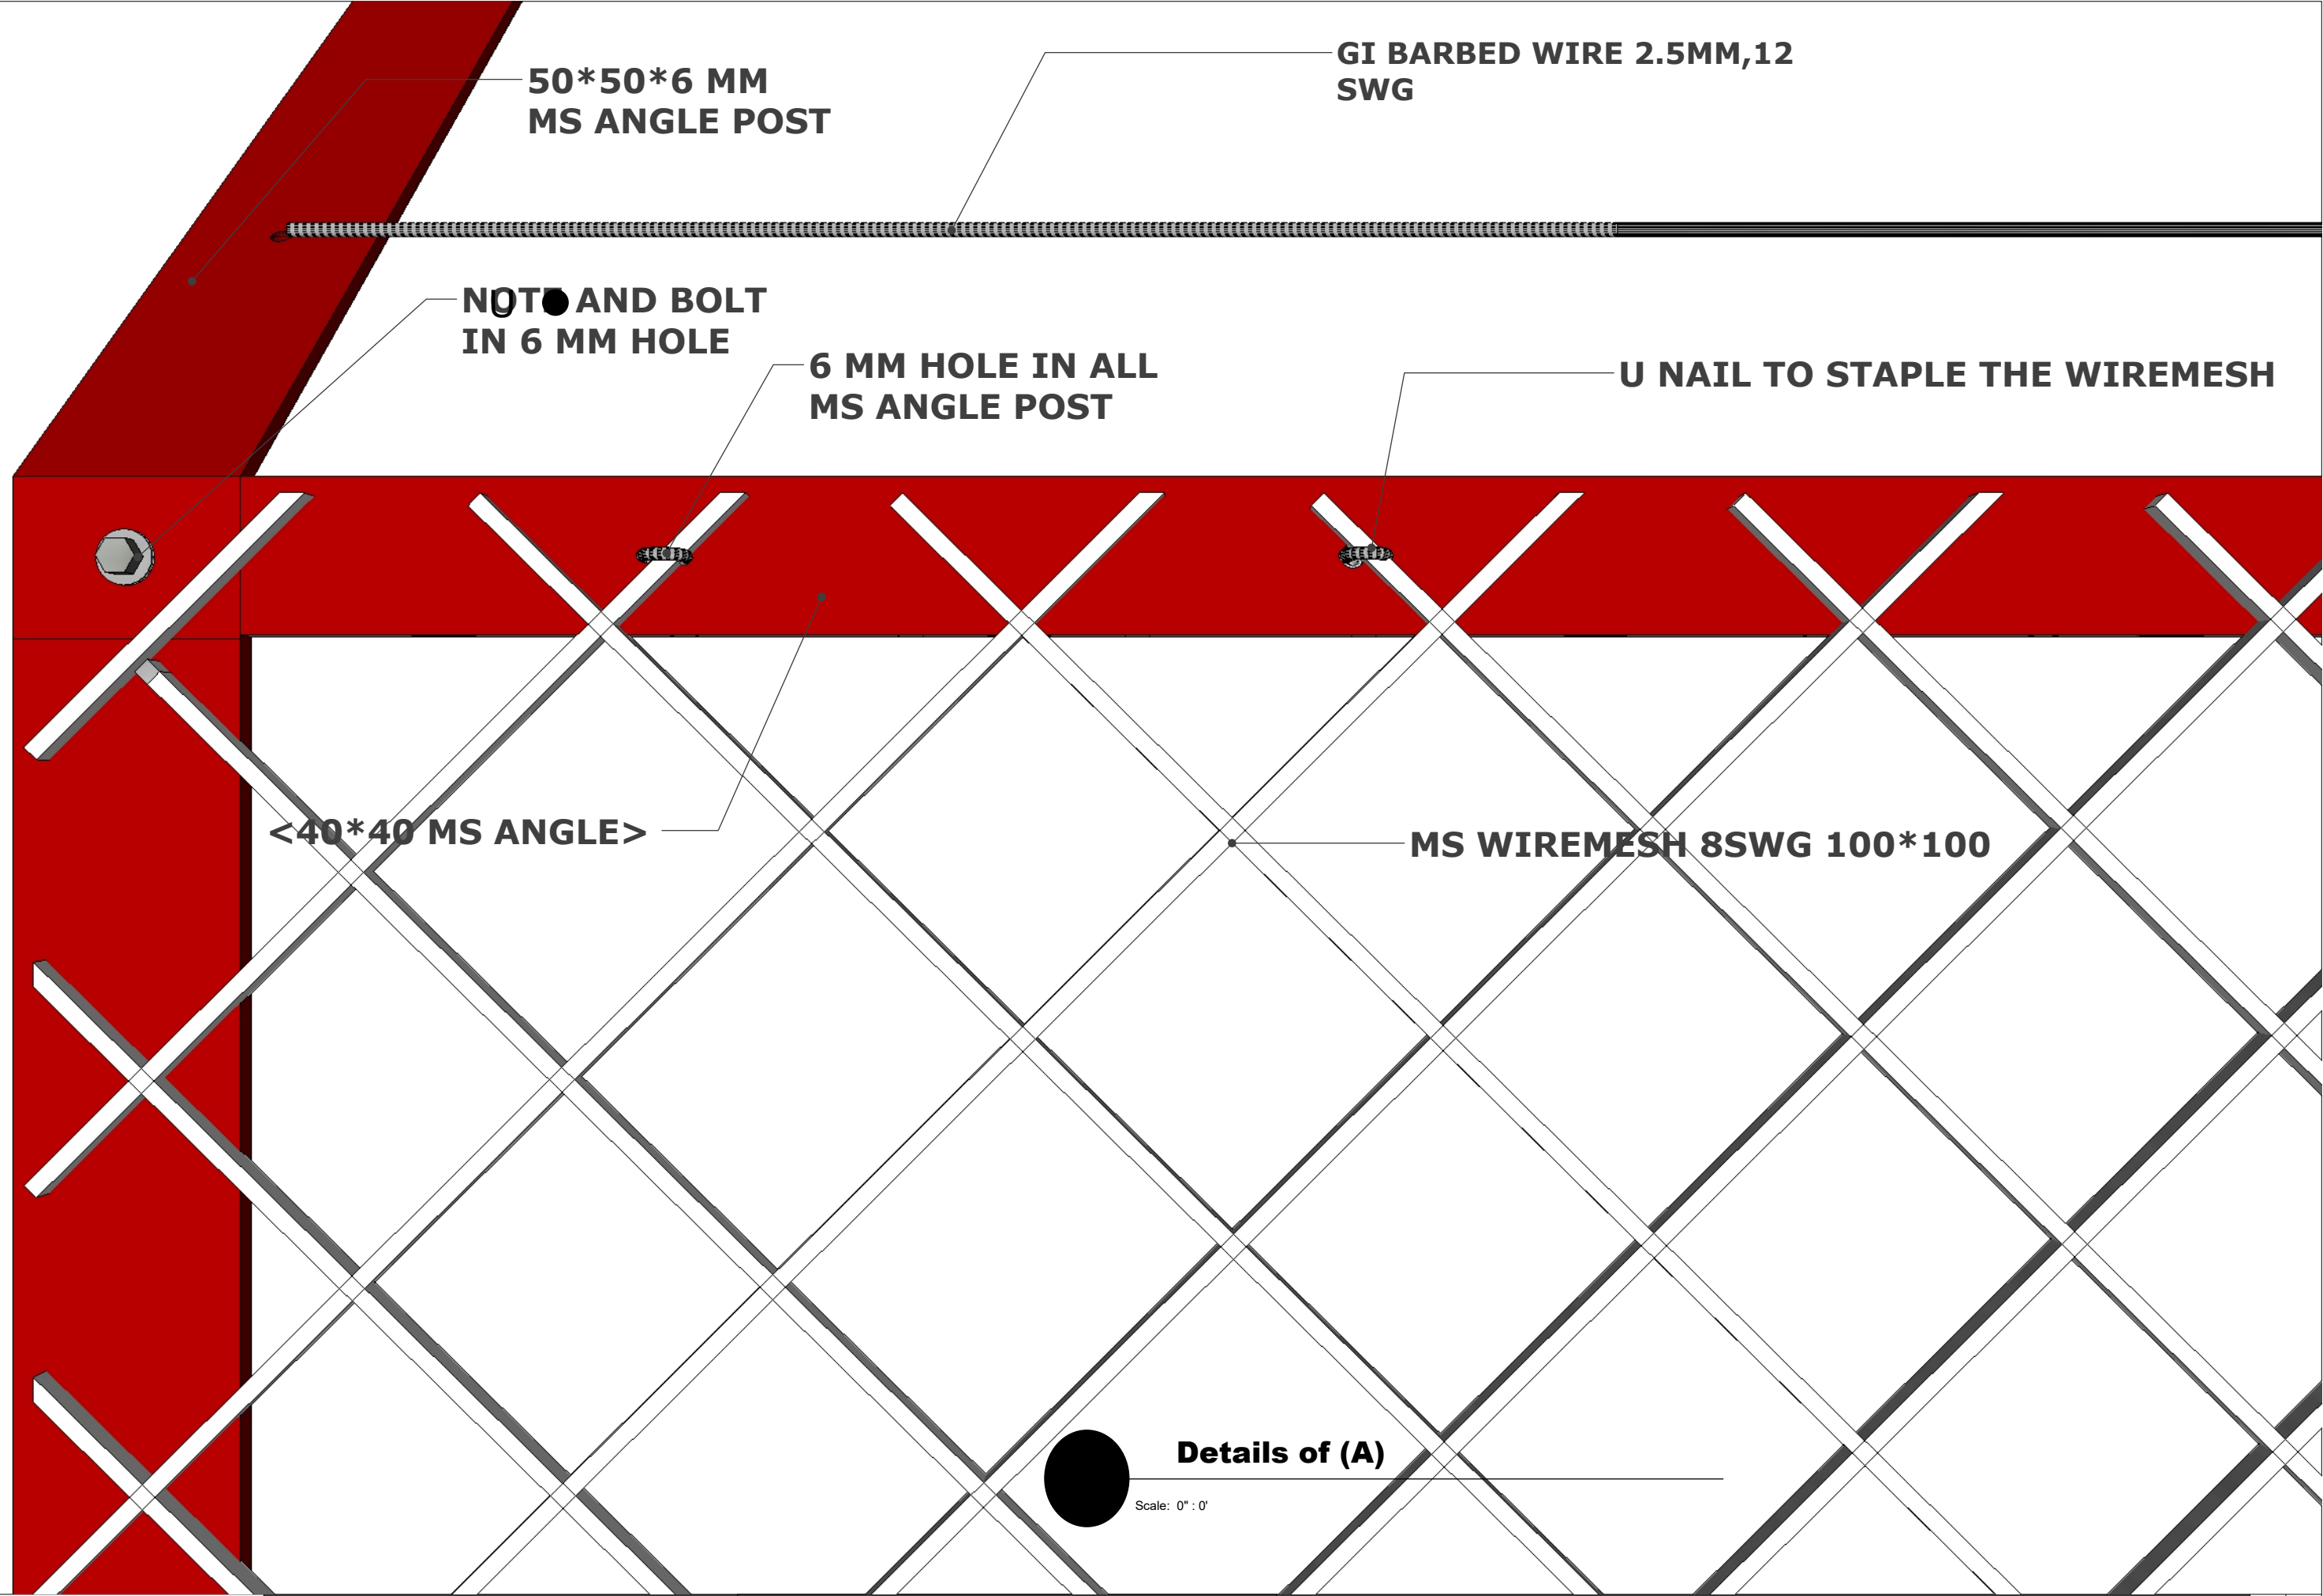 GI BARBED WIRE 2.5MM,12
SWG
50*50*6 MM
MS ANGLE POST
NOTE AND BOLT
U
IN 6 MM HOLE
6 MM HOLE IN ALL
MS ANGLE POST
U NAIL TO STAPLE THE WIREMESH
<40*40 MS ANGLE>
MS WIREMESH 8SWG 100*100
Details of (A)
Scale: 0" : 0'